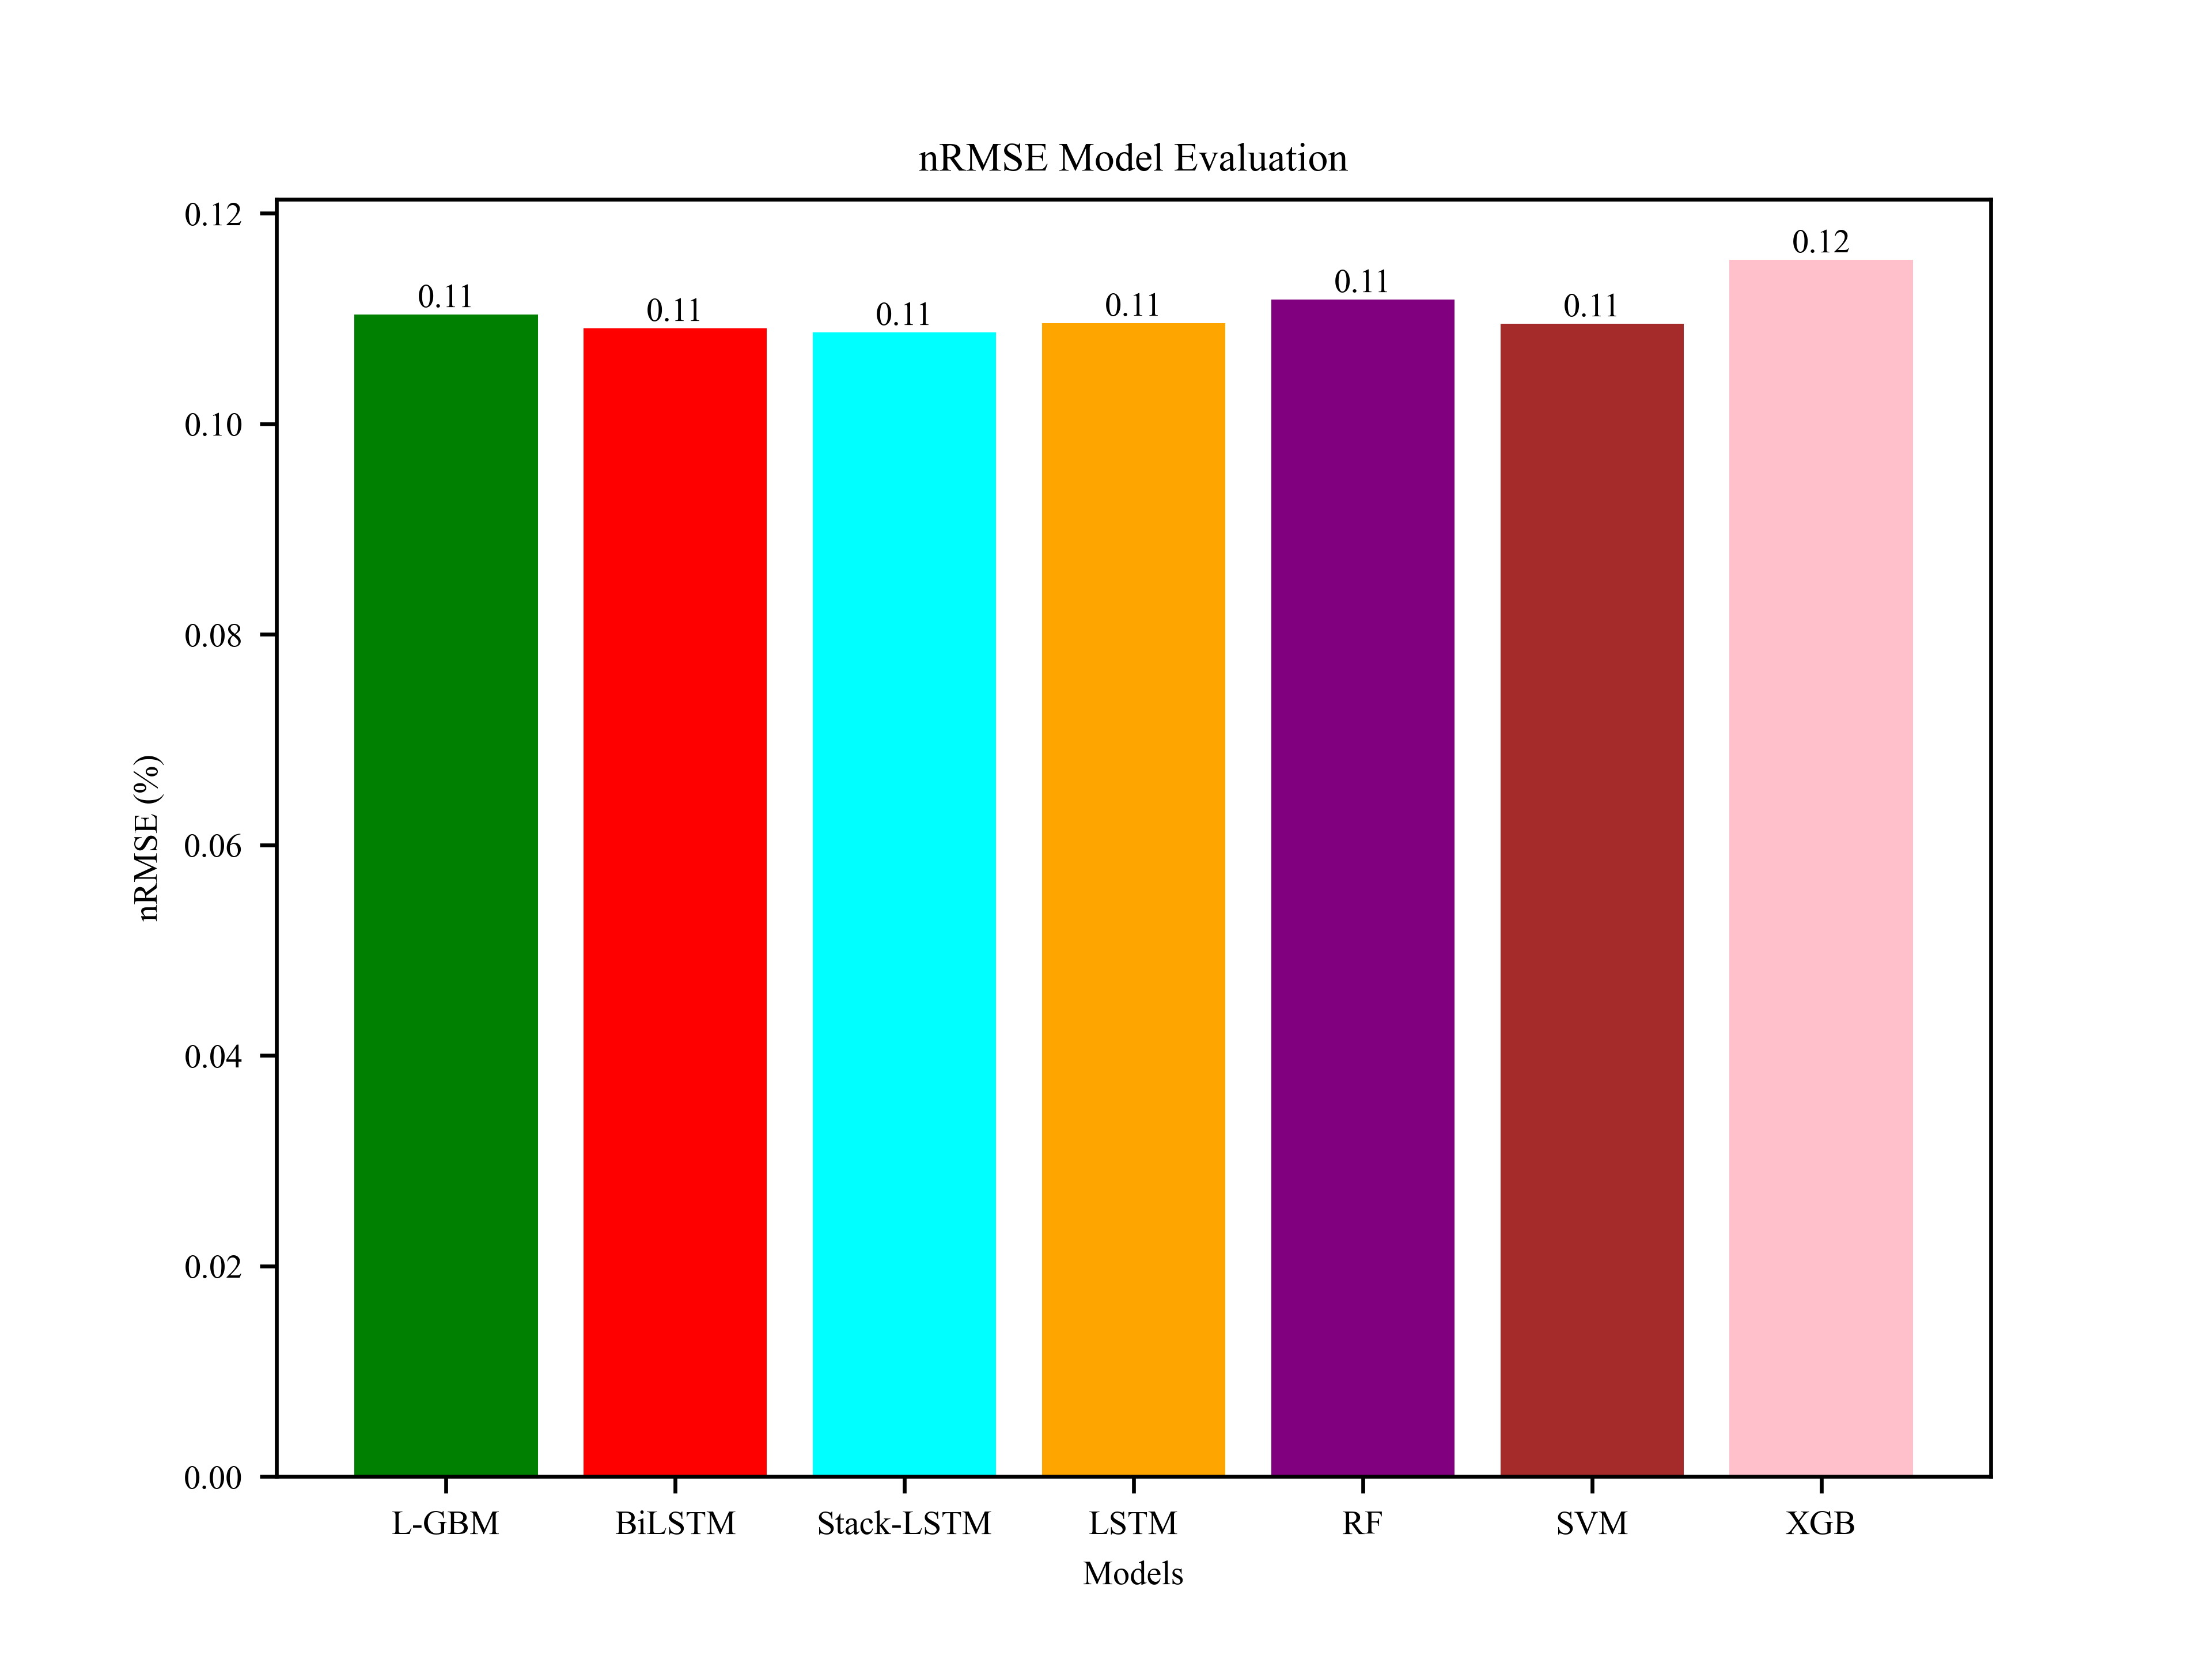 nRMSE Model Evaluation
0.12
0.10
0.08
0.06
0.04
0.02
0.00
nRMSE (%)
0.11
0.11
0.11
0.11
0.11
0.11
0.12
L-GBM
BiLSTM
Stack-LSTM
LSTM
RF
SVM
XGB
Models